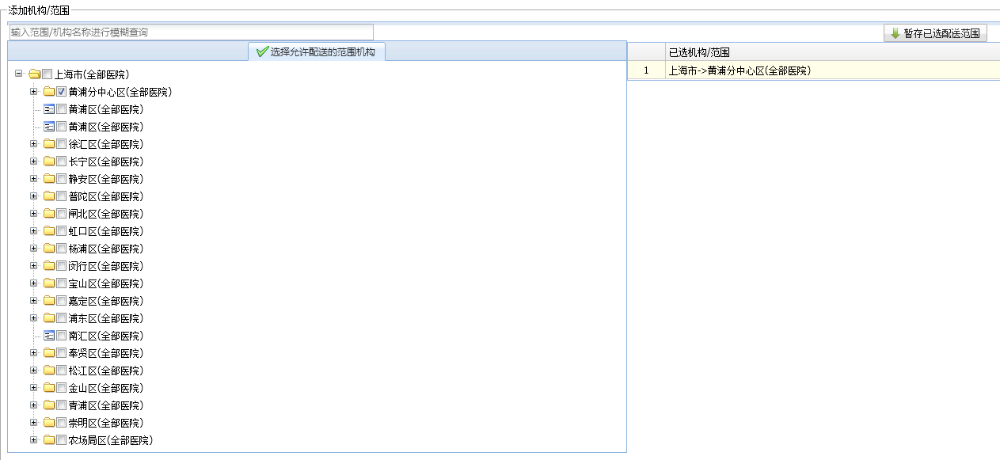 添加机构/范围
输入范围/机构名称进行模糊查询
暂存已选配送范围
选择允许配送的范围机构
上海市(全部医院)
黄浦分中心区(全部医院)
黄浦区(全部医院)
黄浦区(全部医院)
徐汇区(全部医院)
长宁区(全部医院)
静安区(全部医院)
普陀区(全部医院)
闸北区(全部医院)
虹口区(全部医院)
杨浦区(全部医院)
闵行区(全部医院)
宝山区(全部医院)
嘉定区(全部医院)
浦东区(全部医院)
南汇区(全部医院)
奉贤区(全部医院)
松江区(全部医院)
金山区(全部医院)
青浦区(全部医院)
崇明区(全部医院)
农场局区(全部医院)
已选机构/范围
1 上海市->黄浦分中心区(全部医院)